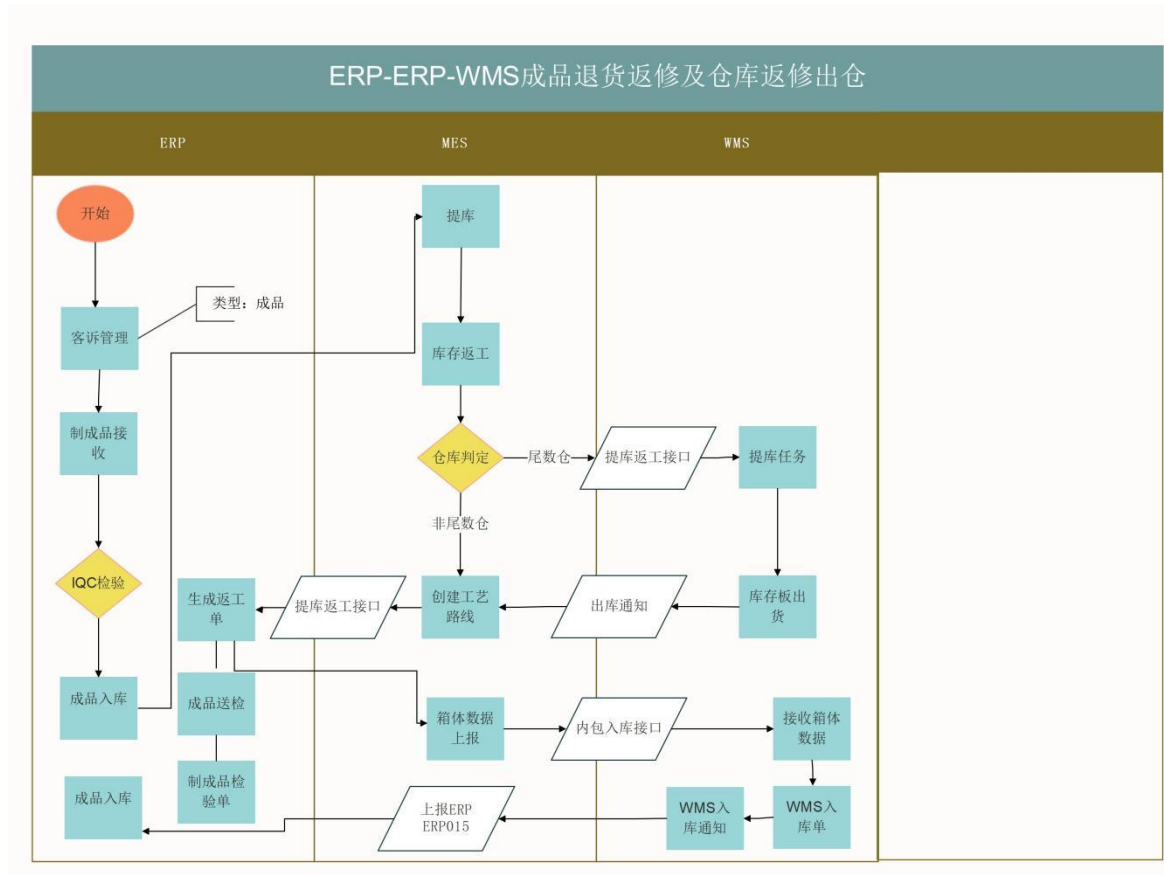 ERP-ERP-WMS成品退货返修及仓库返修出仓
ERP
MES
WMS
开始
提库
类型：成品
客诉管理
库存返工
制成品接
收
仓库判定
尾数仓
提库返工接口
提库任务
非尾数仓
IQC检验
生成返工
单
提库返工接口
创建工艺
路线
出库通知
库存板出
货
成品入库
成品送检
箱体数据
上报
内包入库接口
接收箱体
数据
成品入库
制成品检
验单
上报ERP
ERP015
WMS入
库通知
WMS入
库单